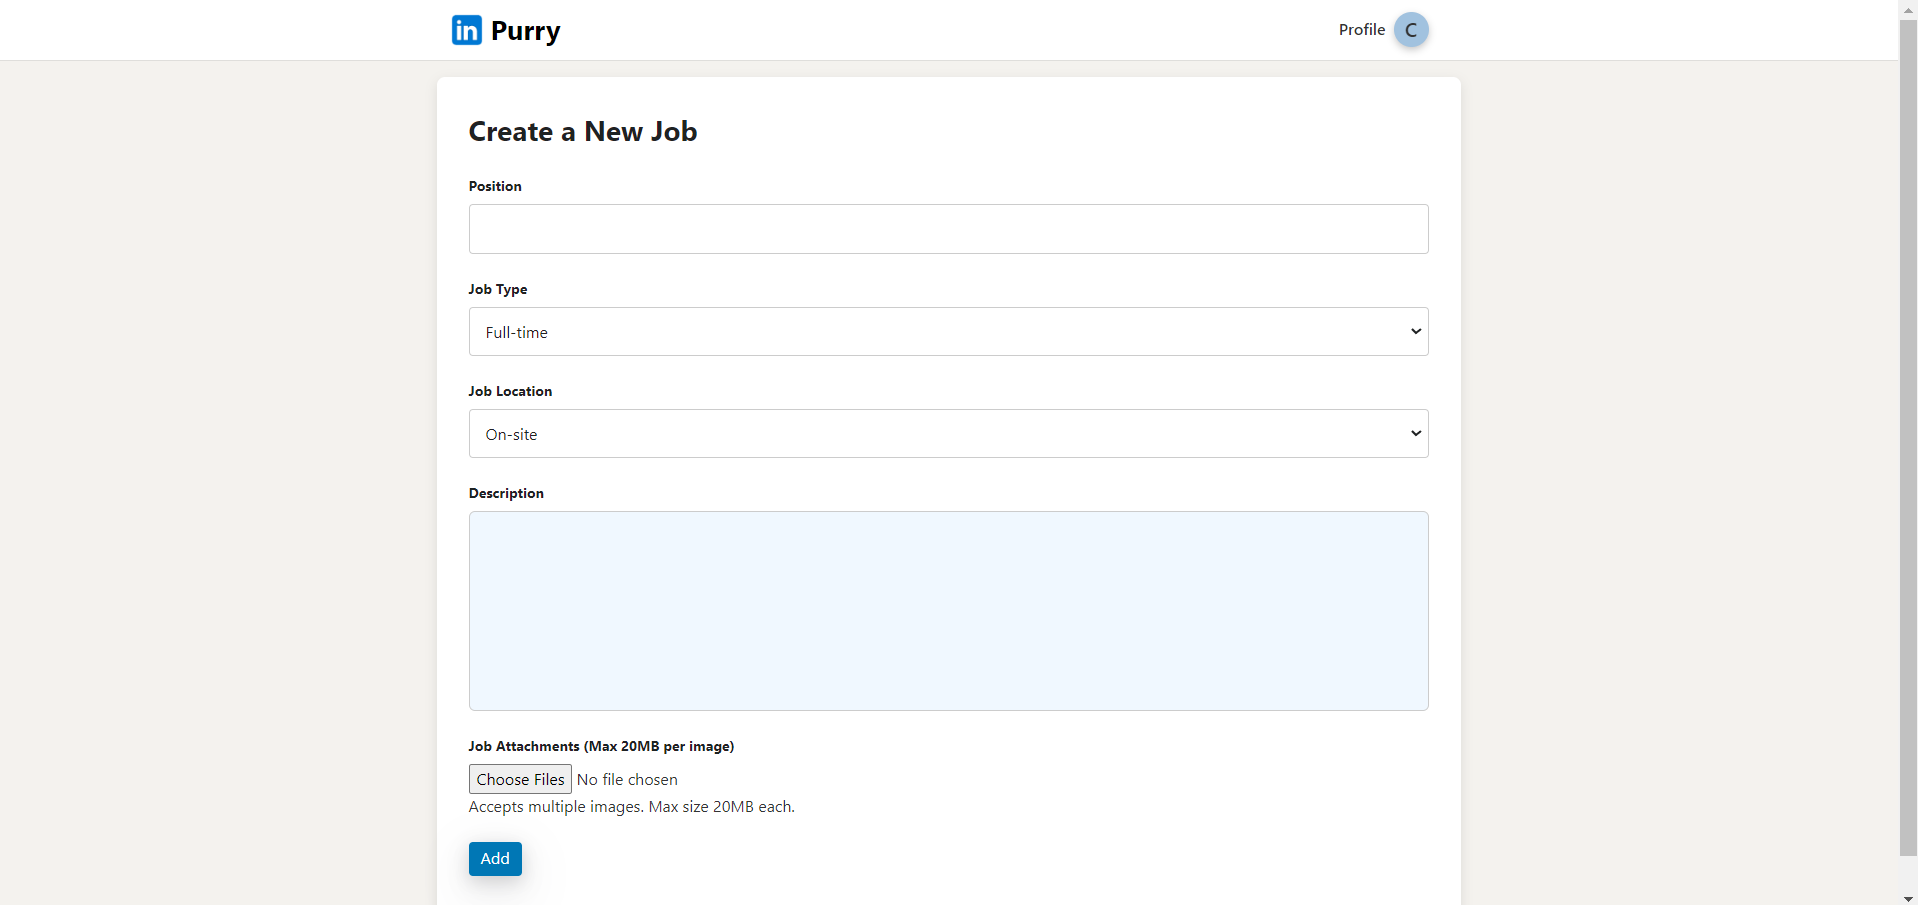 in Purry
Profile C
Create a New Job
Position
Job Type
Full-time
Job Location
On-site
Description
Job Attachments (Max 20MB per image)
Choose Files No file chosen
Accepts multiple images. Max size 20MB each.
Add